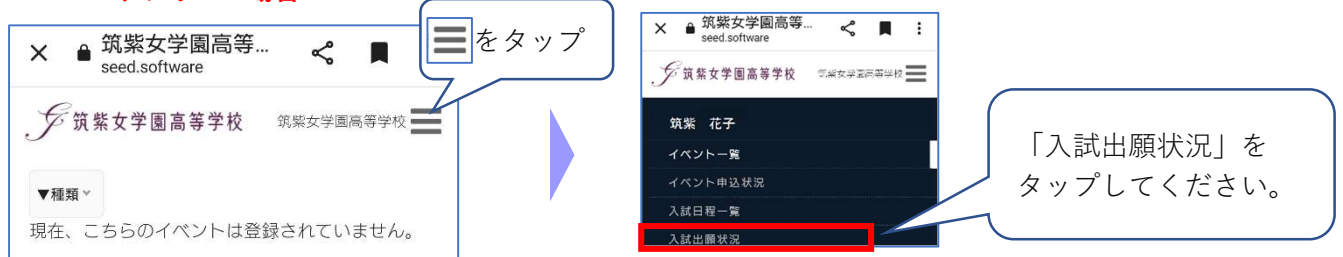 をタップ
筑紫女学園高等...
seed.software
筑紫女学園高等学校
筑紫女学園高等学校
▼種類
現在、こちらのイベントは登録されていません。
筑紫女学園高等...
seed.software
筑紫女学園高等学校
筑紫女学園高等学校
筑紫 花子
イベント一覧
イベント申込状況
入試日程一覧
入試出願状況
「入試出願状況」を
タップしてください。